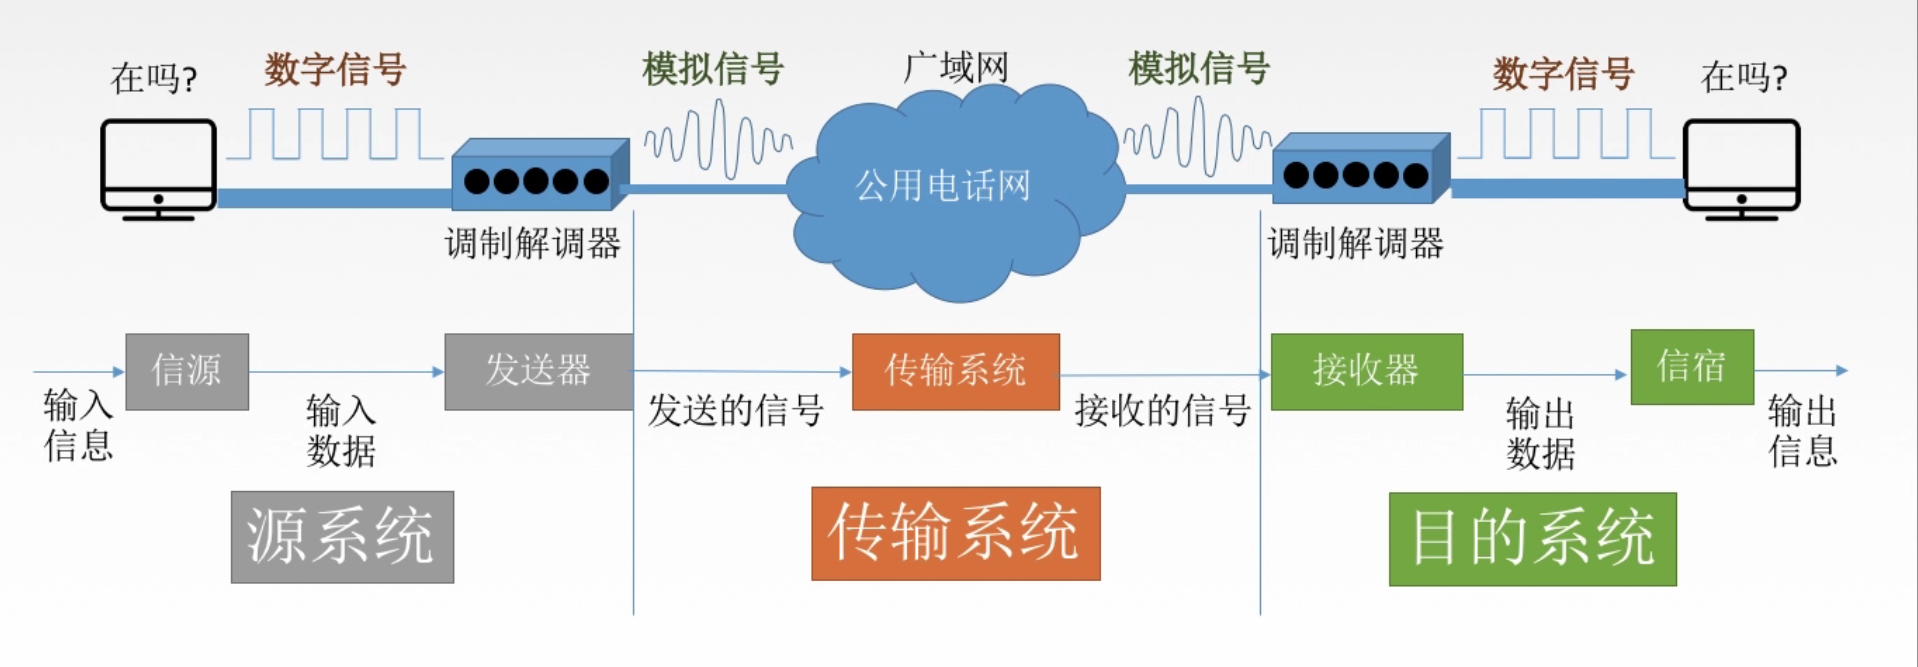 在吗?
数字信号
模拟信号
广域网
模拟信号
数字信号
在吗?
公用电话网
调制解调器
调制解调器
信源
发送器
传输系统
接收器
信宿
输入
信息
输入
数据
发送的信号
接收的信号
输出
数据
输出
信息
源系统
传输系统
目的系统